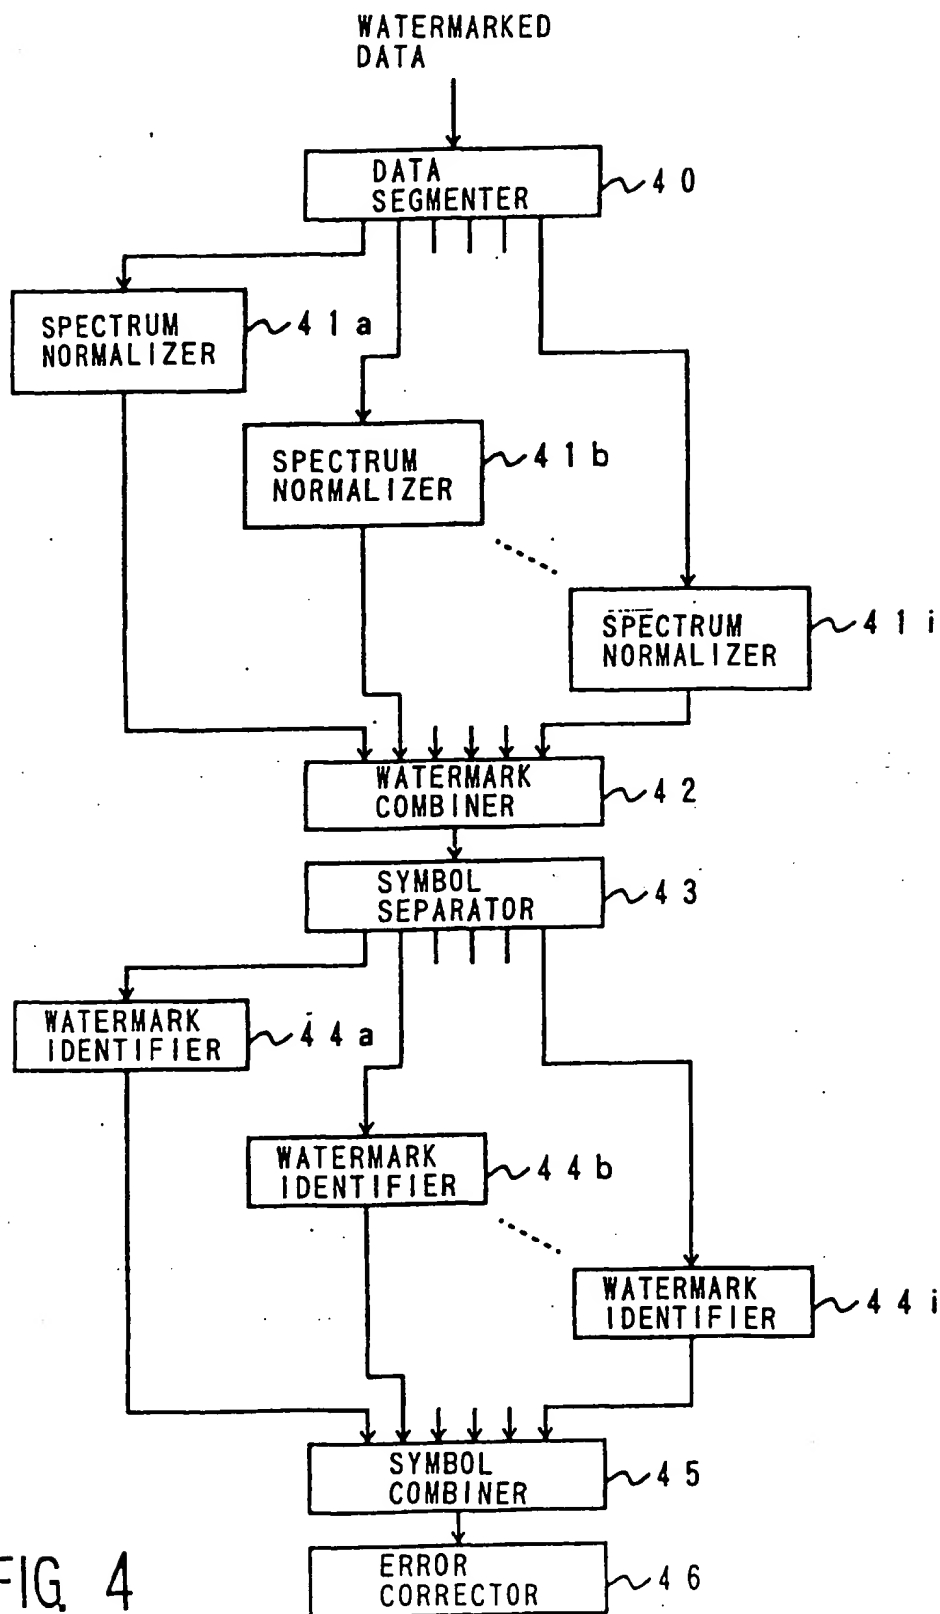 WATERMARKED
DATA
DATA
SEGMENTER
40
SPECTRUM
NORMALIZER
41a
SPECTRUM
NORMALIZER
41b
SPECTRUM
NORMALIZER
41i
WATERMARK
COMBINER
42
SYMBOL
SEPARATOR
43
WATERMARK
IDENTIFIER
44a
WATERMARK
IDENTIFIER
44b
WATERMARK
IDENTIFIER
44i
SYMBOL
COMBINER
45
ERROR
CORRECTOR
46
FIG. 4